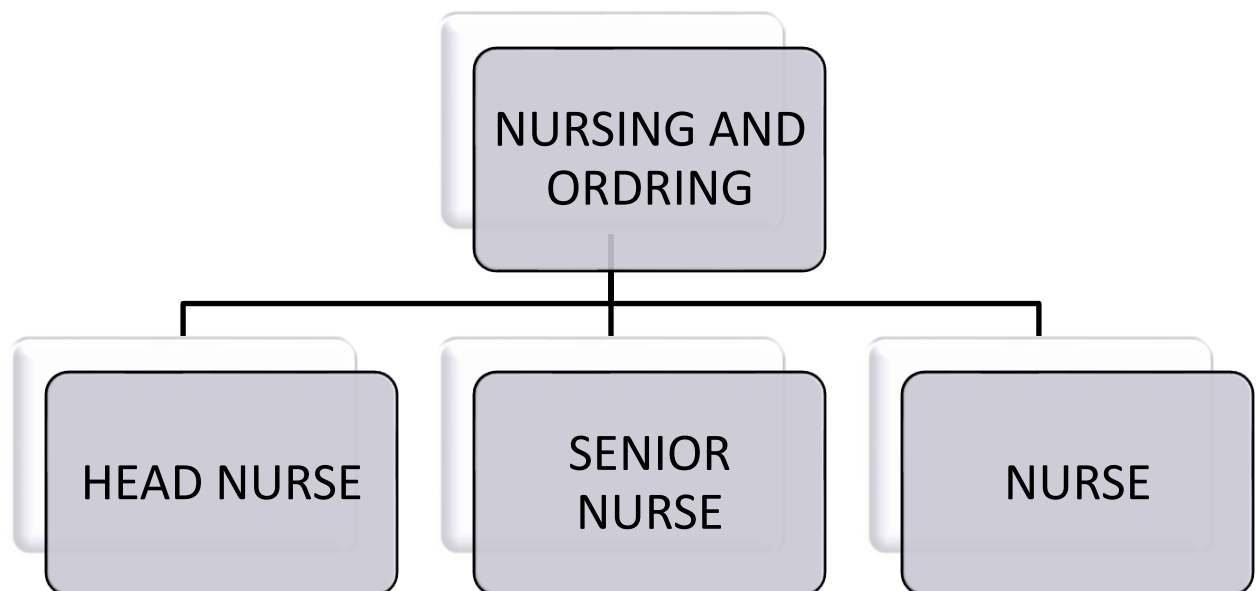 NURSING AND
ORDRING
HEAD NURSE
SENIOR
NURSE
NURSE